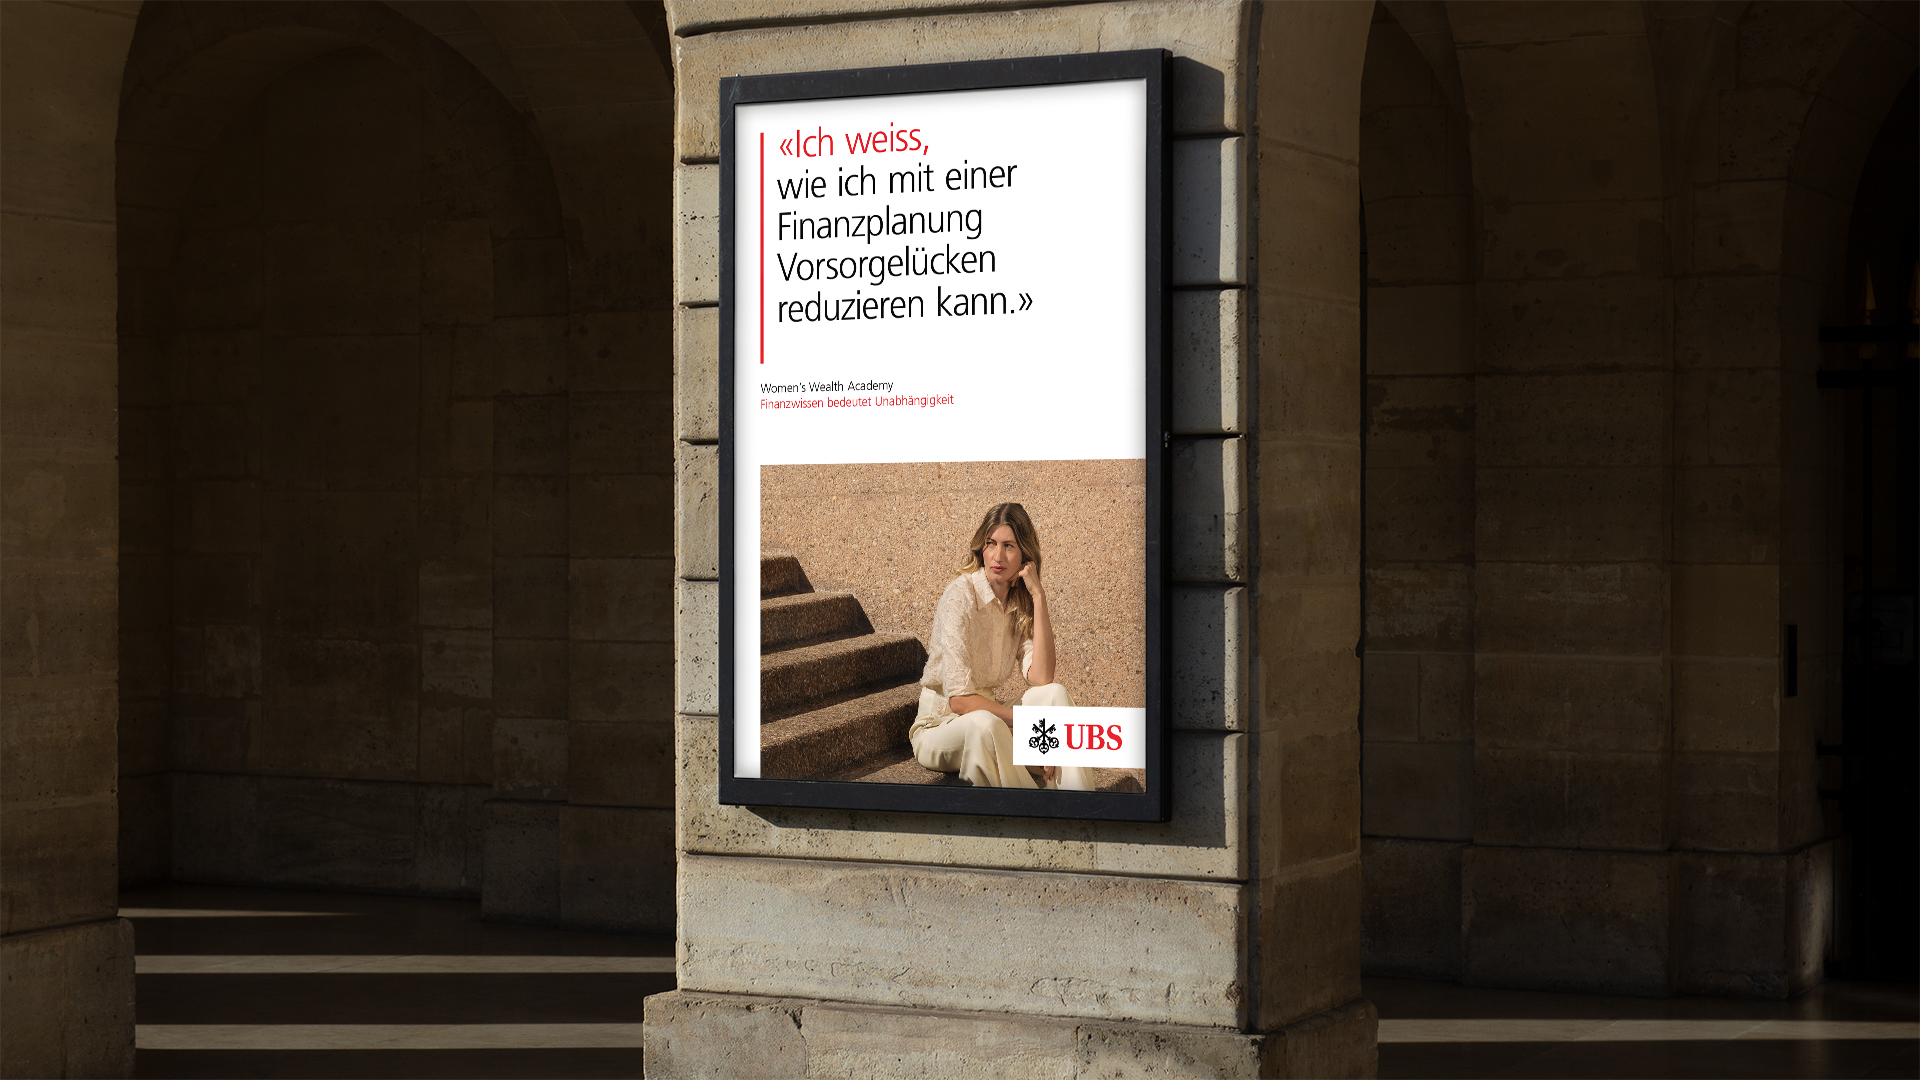 «Ich weiss,
wie ich mit einer
Finanzplanung
Vorsorgelücken
reduzieren kann.»
Women's Wealth Academy
Finanzwissen bedeutet Unabhängigkeit
UBS